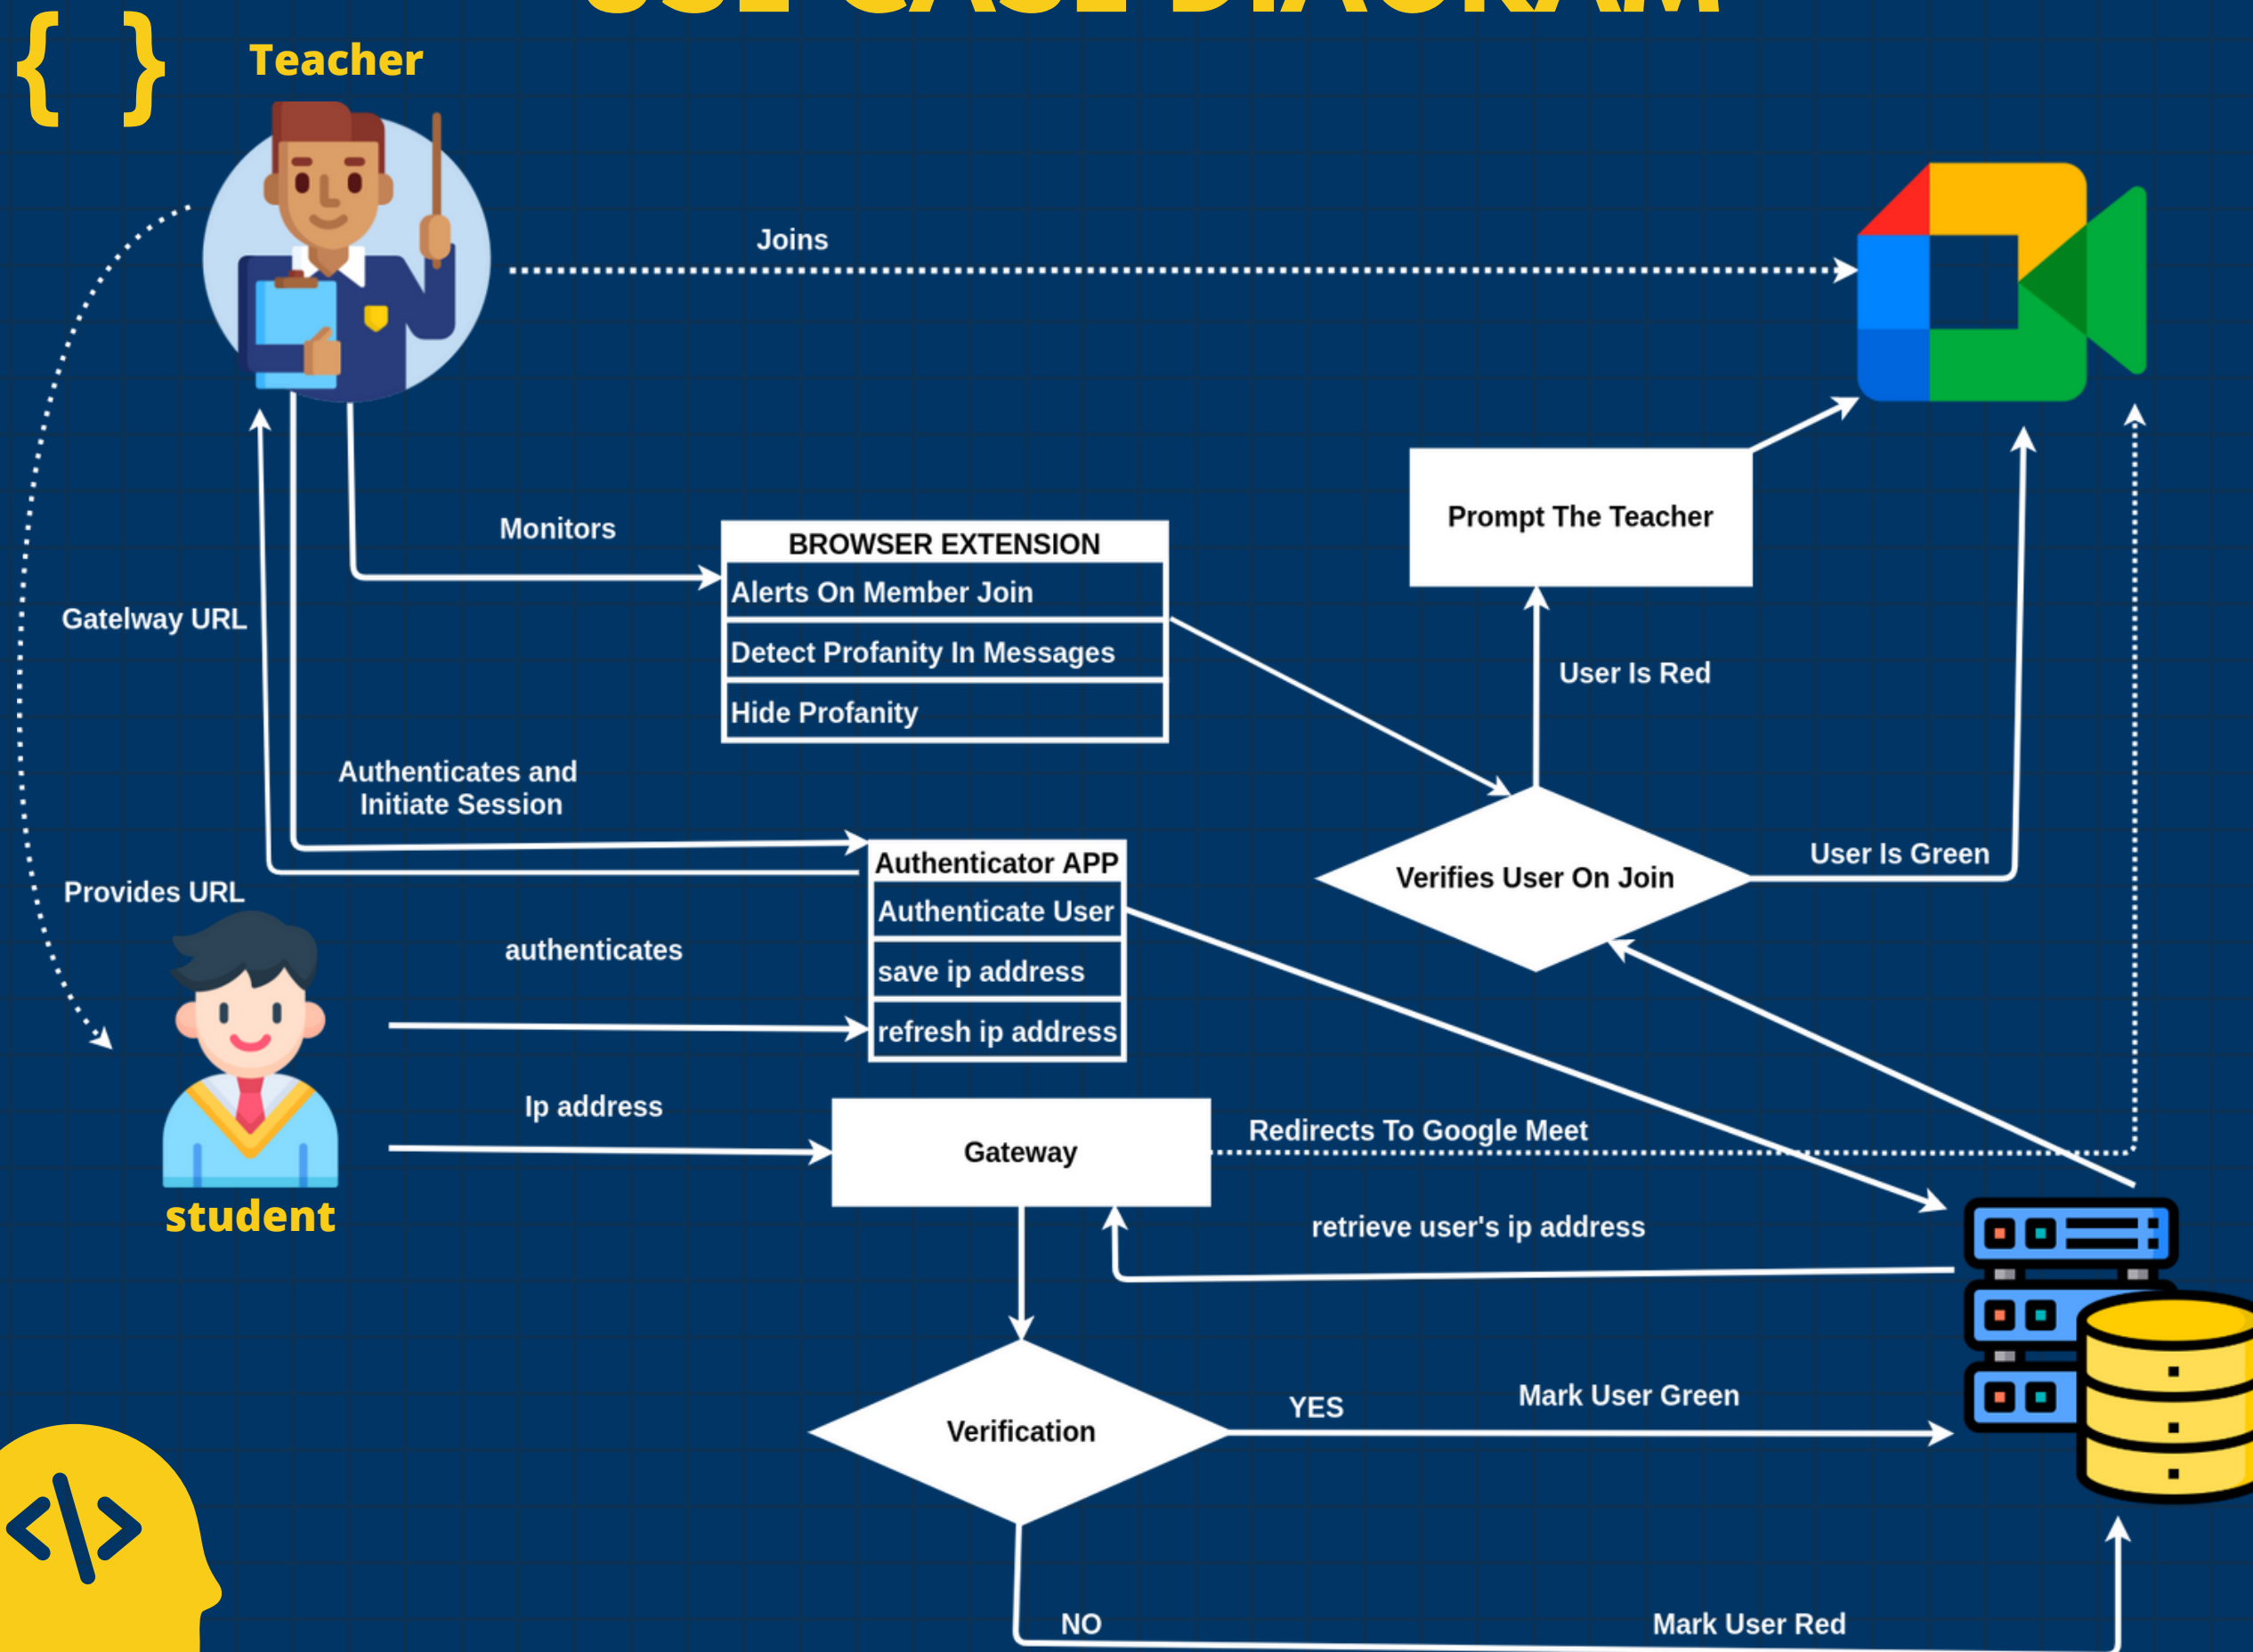 USE CASE DIAGRAM
{ }
Teacher
Joins
Prompt The Teacher
Monitors
BROWSER EXTENSION
Alerts On Member Join
Detect Profanity In Messages
Hide Profanity
Gatelway URL
User Is Red
Authenticates and
Initiate Session
User Is Green
Authenticator APP
Authenticate User
save ip address
refresh ip address
Verifies User On Join
Provides URL
authenticates
Ip address
Gateway
Redirects To Google Meet
student
retrieve user's ip address
Verification
YES
Mark User Green
NO
Mark User Red